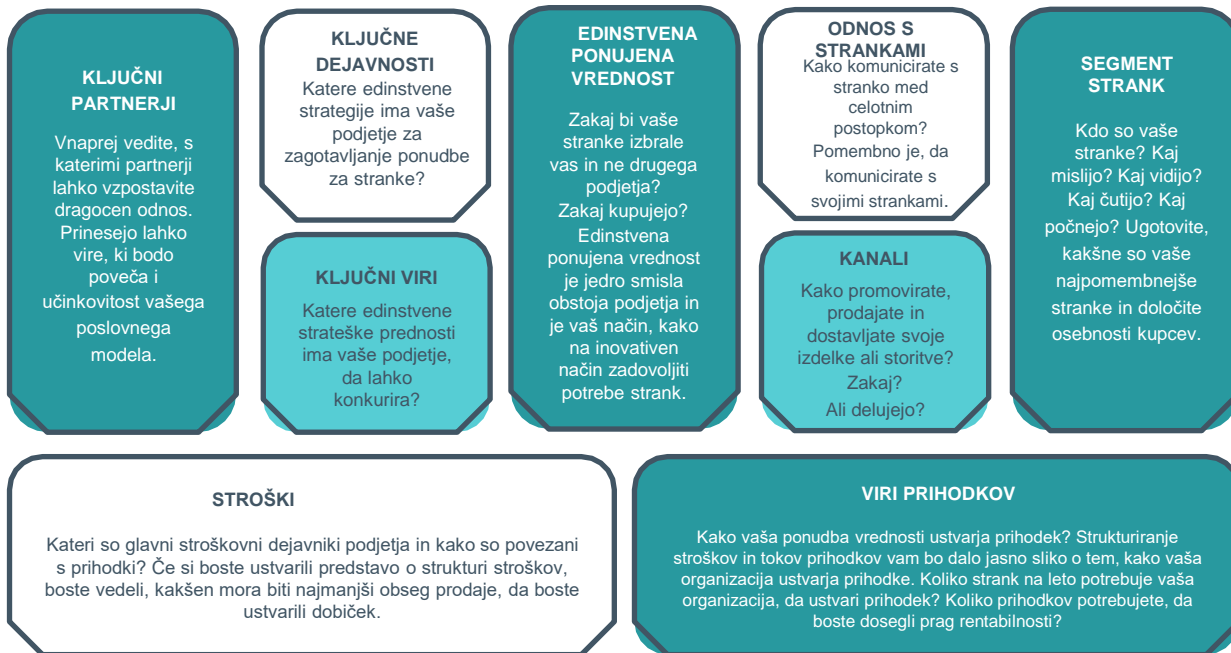 KLJUČNI
PARTNERJI
Vnaprej vedite, s
katerimi partnerji
lahko vzpostavite
dragocen odnos.
Prinesejo lahko
vire, ki bodo
poveča i
učinkovitost vašega
poslovnega
modela.
KLJUČNE
DEJAVNOSTI
Katere edinstvene
strategije ima vaše
podjetje za
zagotavljanje ponudbe
za stranke?
KLJUČNI VIRI
Katere edinstvene
strateške prednosti
ima vaše podjetje,
da lahko
konkurira?
EDINSTVENA
PONUJENA
VREDNOST
Zakaj bi vaše
stranke izbrale
vas in ne drugega
podjetja?
Zakaj kupujejo?
Edinstvena
ponujena vrednost
je jedro smisla
obstoja podjetja in
je vaš način, kako
na inovativen
način zadovoljiti
potrebe strank.
ODNOS S
STRANKAMI
Kako komunicirate s
stranko med
celotnim
postopkom?
Pomembno je, da
komunicirate s
svojimi strankami.
KANALI
Kako promovirate,
prodajate in
dostavljate svoje
izdelke ali storitve?
Zakaj?
Ali delujejo?
SEGMENT
STRANK
Kdo so vaše
stranke? Kaj
mislijo? Kaj vidijo?
Kaj čutijo? Kaj
počnejo? Ugotovite,
kakšne so vaše
najpomembnejše
stranke in določite
osebnosti kupcev.
STROŠKI
Kateri so glavni stroškovni dejavniki podjetja in kako so povezani
s prihodki? Če si boste ustvarili predstavo o strukturi stroškov,
boste vedeli, kakšen mora biti najmanjši obseg prodaje, da boste
ustvarili dobiček.
VIRI PRIHODKOV
Kako vaša ponudba vrednosti ustvarja prihodek? Strukturiranje
stroškov in tokov prihodkov vam bo dalo jasno sliko o tem, kako vaša
organizacija ustvarja prihodke. Koliko strank na leto potrebuje vaša
organizacija, da ustvari prihodek? Koliko prihodkov potrebujete, da
boste dosegli prag rentabilnosti?